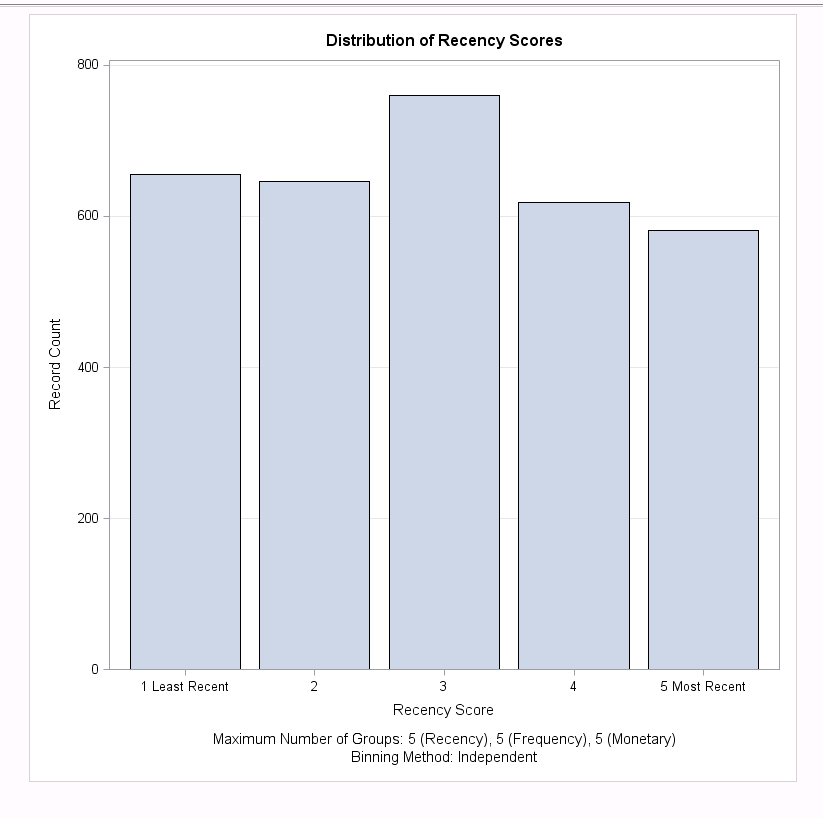 Distribution of Recency Scores
800
600
400
200
0
Record Count
1 Least Recent 2 3 4 5 Most Recent
Recency Score
Maximum Number of Groups: 5 (Recency), 5 (Frequency), 5 (Monetary)
Binning Method: Independent